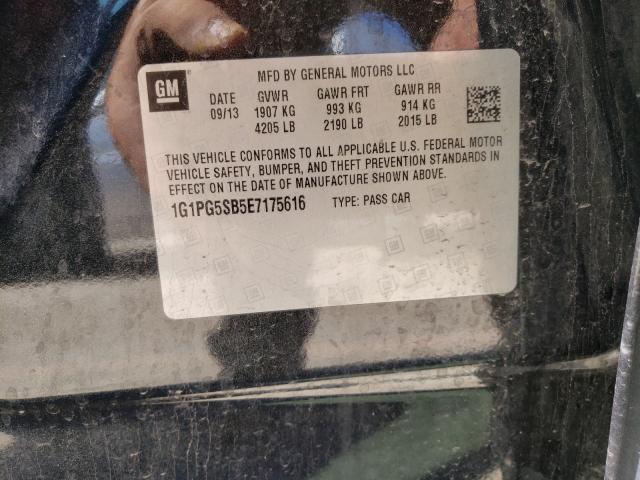 GM
MFD BY GENERAL MOTORS LLC
DATE GVWR GAWR FRT GAWR RR
09/13 1907 KG 993 KG 914 KG
4205 LB 2190 LB 2015 LB
THIS VEHICLE CONFORMS TO ALL APPLICABLE U.S. FEDERAL MOTOR
VEHICLE SAFETY, BUMPER, AND THEFT PREVENTION STANDARDS IN
EFFECT ON THE DATE OF MANUFACTURE SHOWN ABOVE.
1G1PG5SB5E7175616 TYPE: PASS CAR